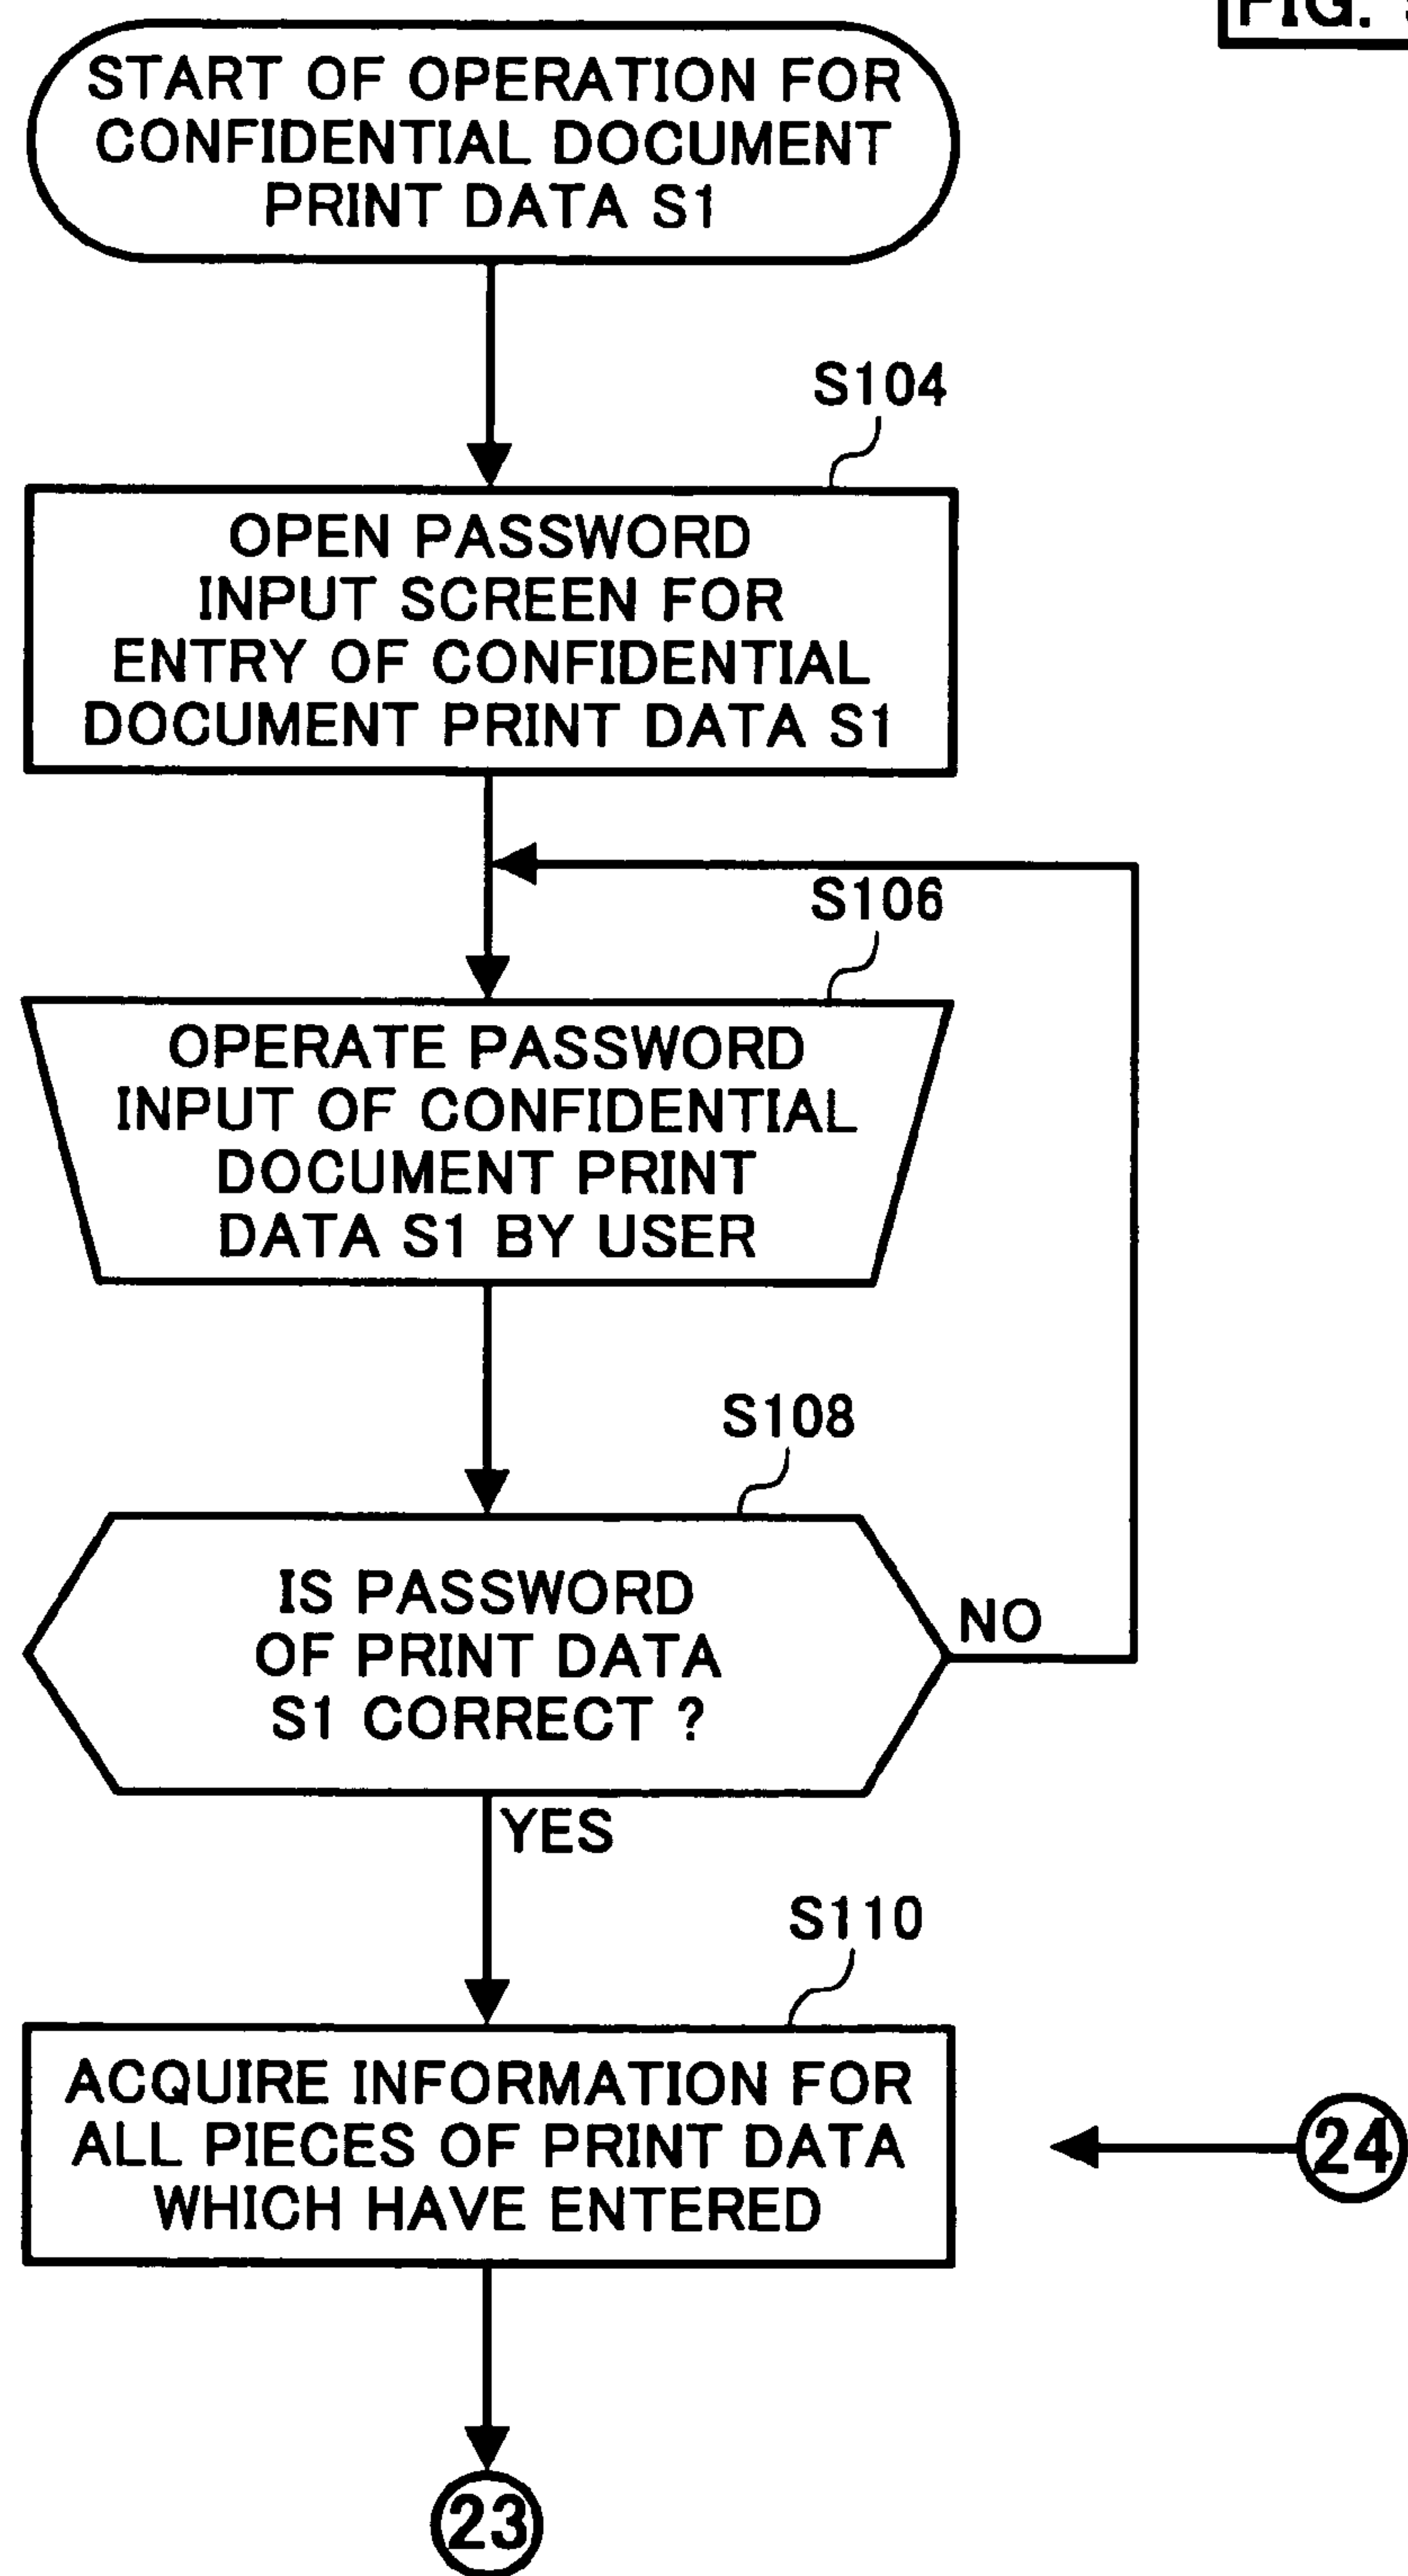 FIG.
START OF OPERATION FOR
CONFIDENTIAL DOCUMENT
PRINT DATA S1
S104
OPEN PASSWORD
INPUT SCREEN FOR
ENTRY OF CONFIDENTIAL
DOCUMENT PRINT DATA S1
S106
OPERATE PASSWORD
INPUT OF CONFIDENTIAL
DOCUMENT PRINT
DATA S1 BY USER
S108
IS PASSWORD
OF PRINT DATA
S1 CORRECT ?
NO
YES
S110
ACQUIRE INFORMATION FOR
ALL PIECES OF PRINT DATA
WHICH HAVE ENTERED
24
23